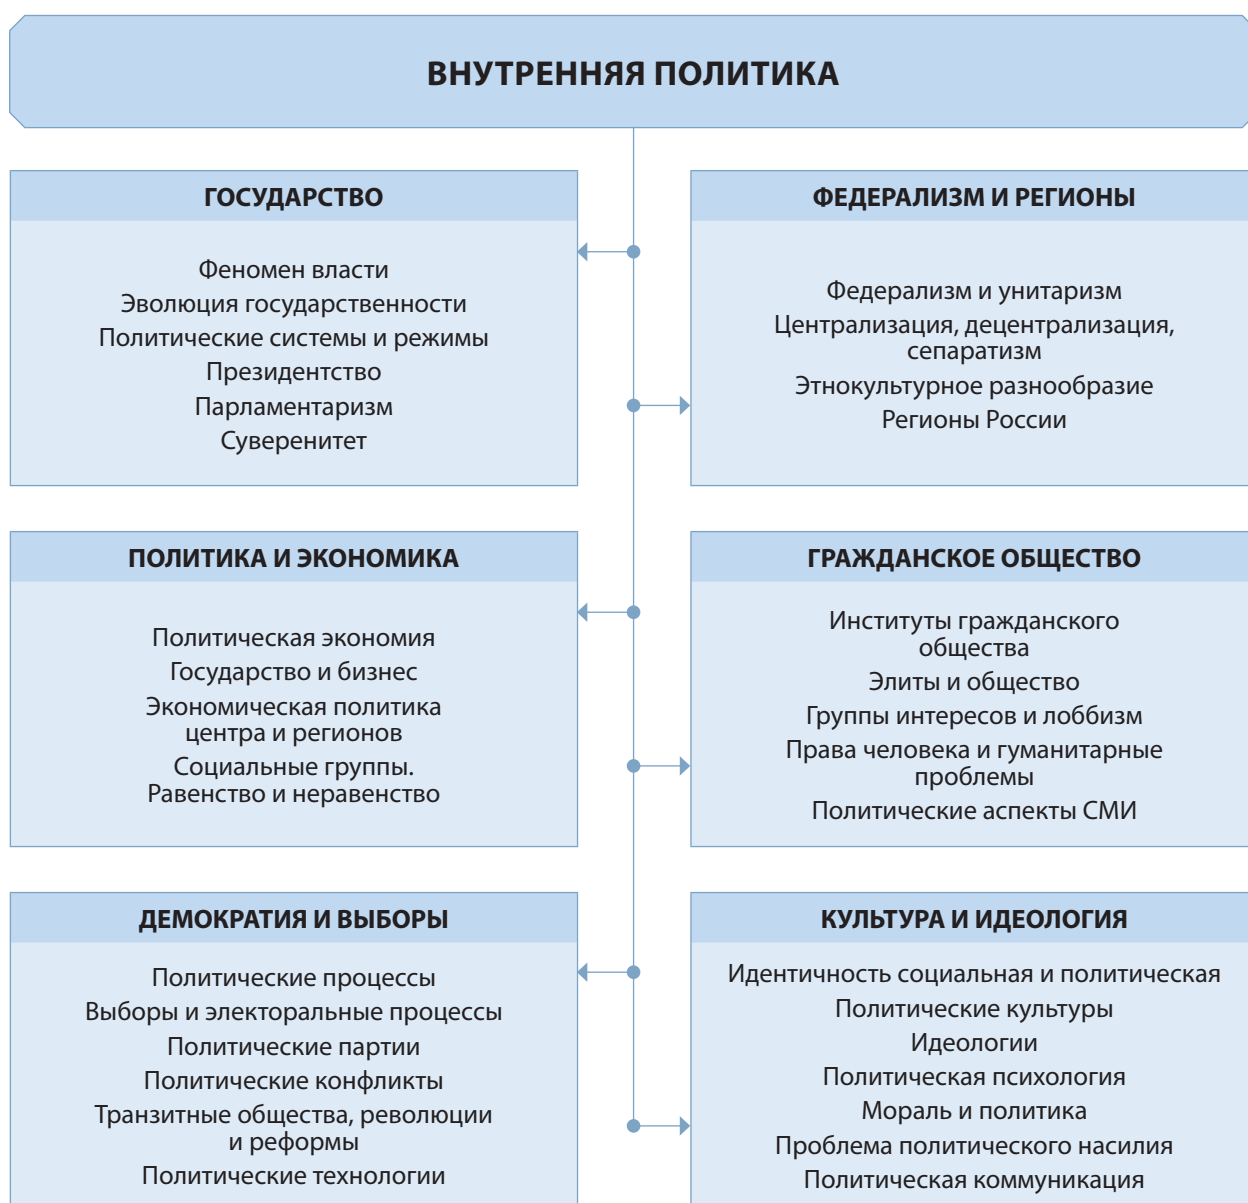 ВНУТРЕННЯЯ ПОЛИТИКА
ГОСУДАРСТВО
Феномен власти
Эволюция государственности
Политические системы и режимы
Президентство
Парламентаризм
Суверенитет
ФЕДЕРАЛИЗМ И РЕГИОНЫ
Федерализм и унитаризм
Централизация, децентрализация,
сепаратизм
Этнокультурное разнообразие
Регионы России
ПОЛИТИКА И ЭКОНОМИКА
Политическая экономия
Государство и бизнес
Экономическая политика
центра и регионов
Социальные группы.
Равенство и неравенство
ГРАЖДАНСКОЕ ОБЩЕСТВО
Институты гражданского
общества
Элиты и общество
Группы интересов и лоббизм
Права человека и гуманитарные
проблемы
Политические аспекты СМИ
ДЕМОКРАТИЯ И ВЫБОРЫ
Политические процессы
Выборы и электоральные процессы
Политические партии
Политические конфликты
Транзитные общества, революции
и реформы
Политические технологии
КУЛЬТУРА И ИДЕОЛОГИЯ
Идентичность социальная и политическая
Политические культуры
Идеологии
Политическая психология
Мораль и политика
Проблема политического насилия
Политическая коммуникация